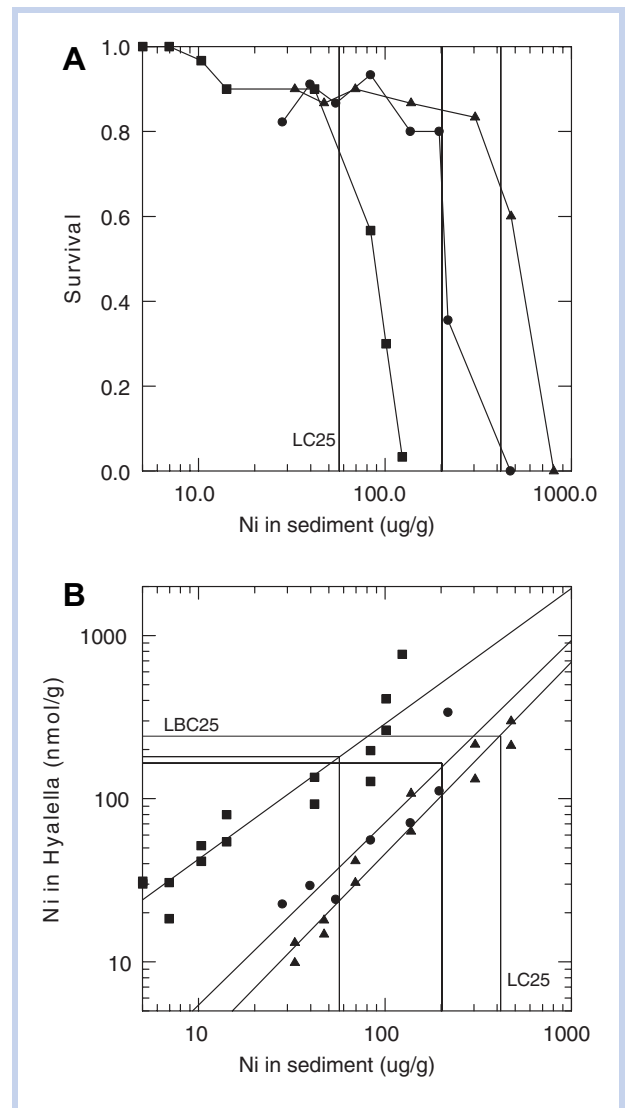 A
1.0
0.8
0.6
0.4
0.2
0.0
Survival
LC25
10.0 100.0 1000.0
Ni in sediment (ug/g)
B
1000
100
10
Ni in Hyalella (nmol/g)
LBC25
LC25
10 100 1000
Ni in sediment (ug/g)